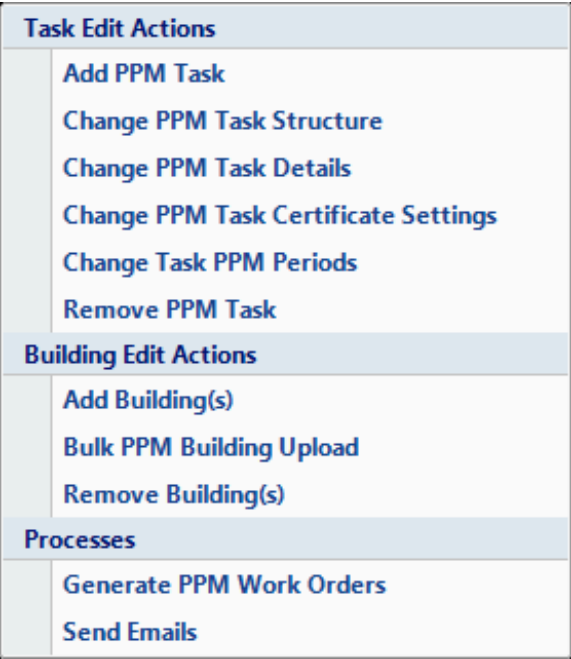 Task Edit Actions
Add PPM Task
Change PPM Task Structure
Change PPM Task Details
Change PPM Task Certificate Settings
Change Task PPM Periods
Remove PPM Task
Building Edit Actions
Add Building(s)
Bulk PPM Building Upload
Remove Building(s)
Processes
Generate PPM Work Orders
Send Emails